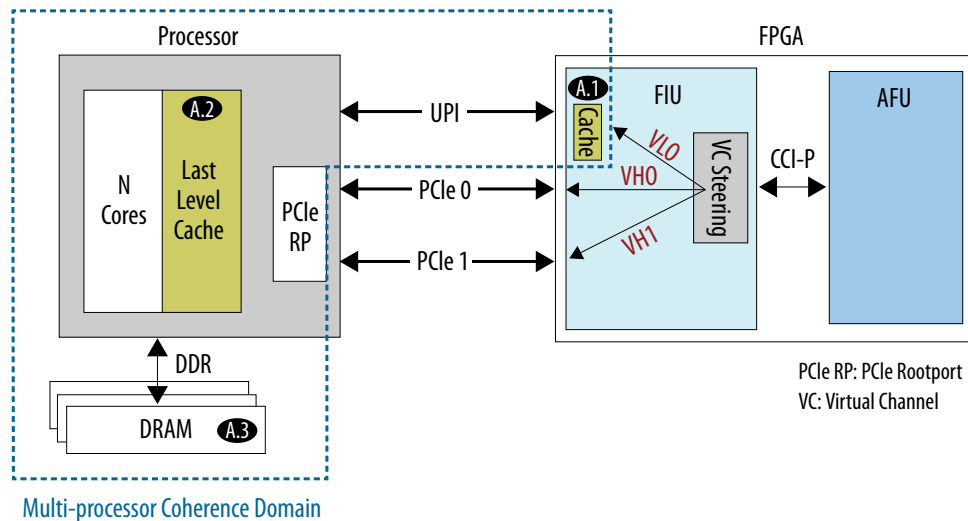 Processor
FPGA
A.2
N
Cores
Last
Level
Cache
PCIe
RP
UPI
PCIe 0
PCIe 1
A.1
Cache
FIU
VL0
VH0
VH1
VC Steering
CCI-P
AFU
DDR
DRAM
A.3
PCIe RP: PCIe Rootport
VC: Virtual Channel
Multi-processor Coherence Domain